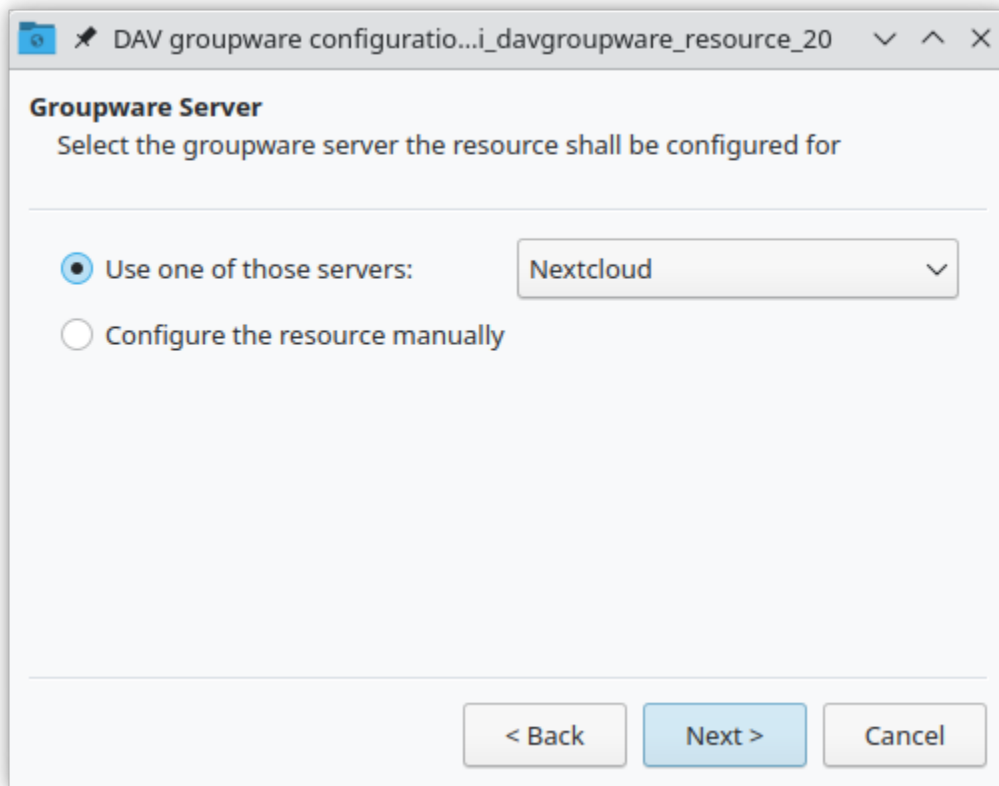 DAV groupware configuratio...i_davgroupware_resource_20
Groupware Server
Select the groupware server the resource shall be configured for
Use one of those servers: Nextcloud
Configure the resource manually
< Back Next > Cancel